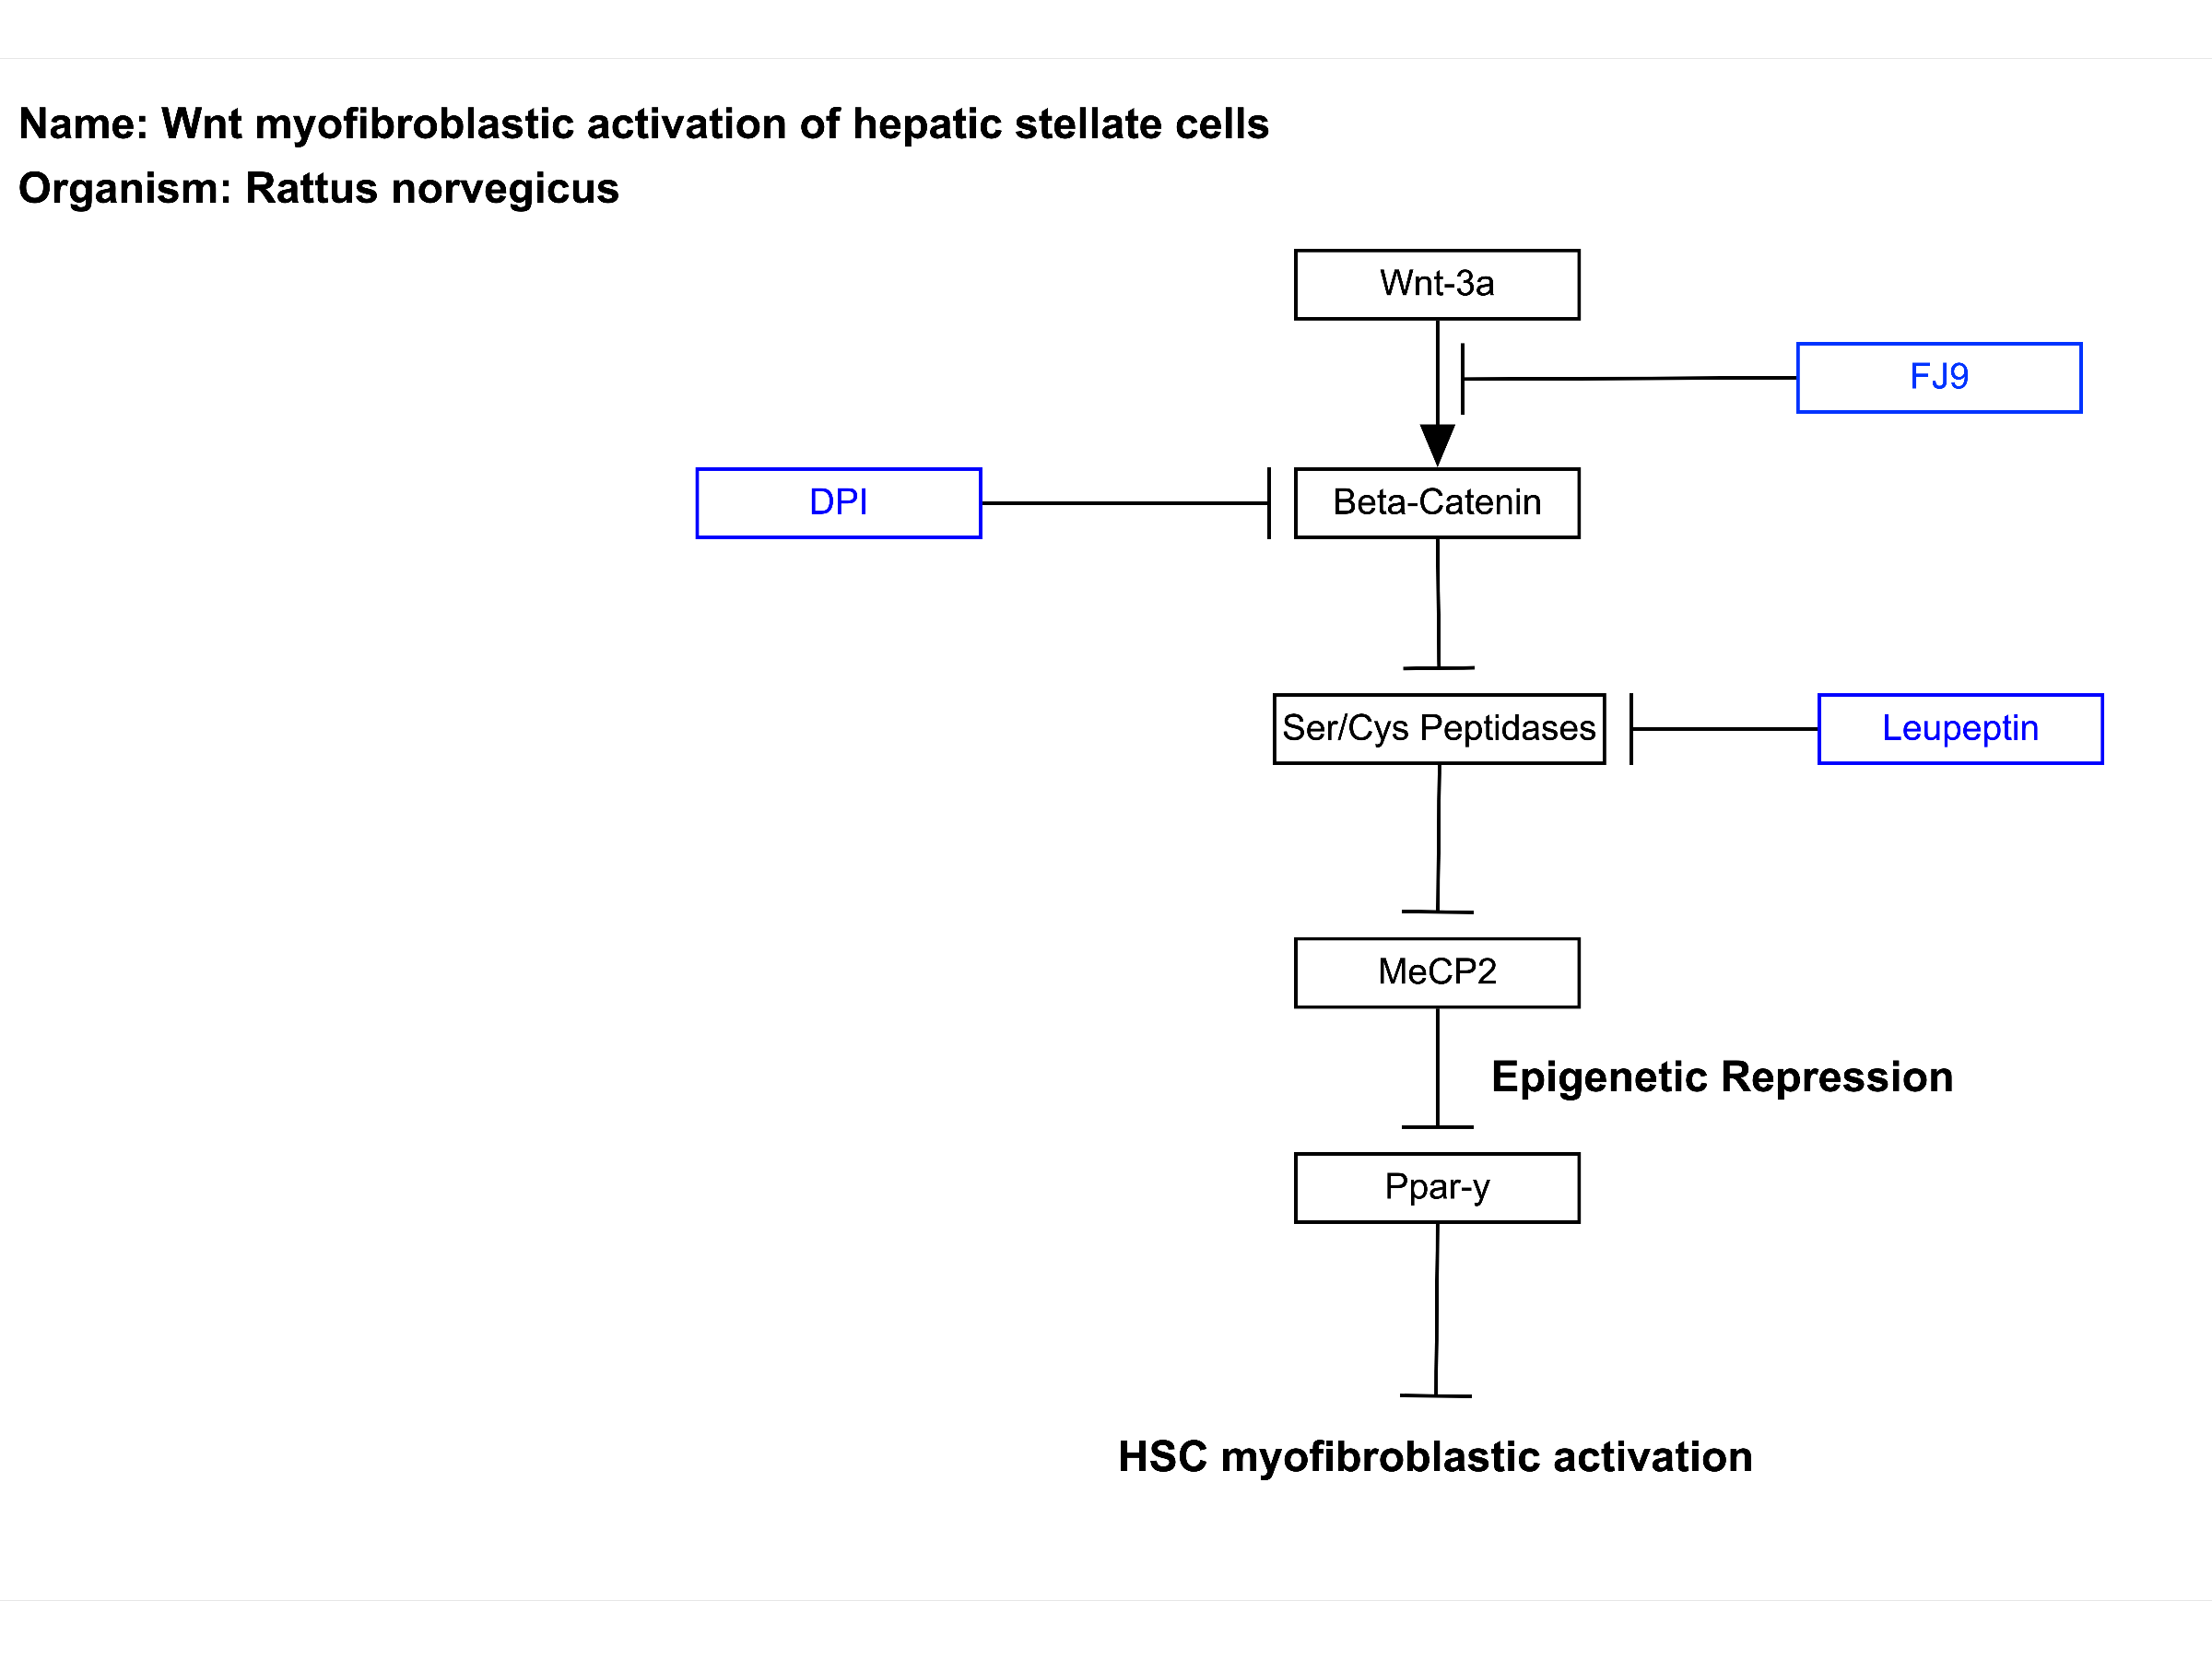 Name: Wnt myofibroblastic activation of hepatic stellate cells
Organism: Rattus norvegicus
Wnt-3a
FJ9
DPI
Beta-Catenin
Ser/Cys Peptidases
Leupeptin
MeCP2
Epigenetic Repression
Ppar-y
HSC myofibroblastic activation